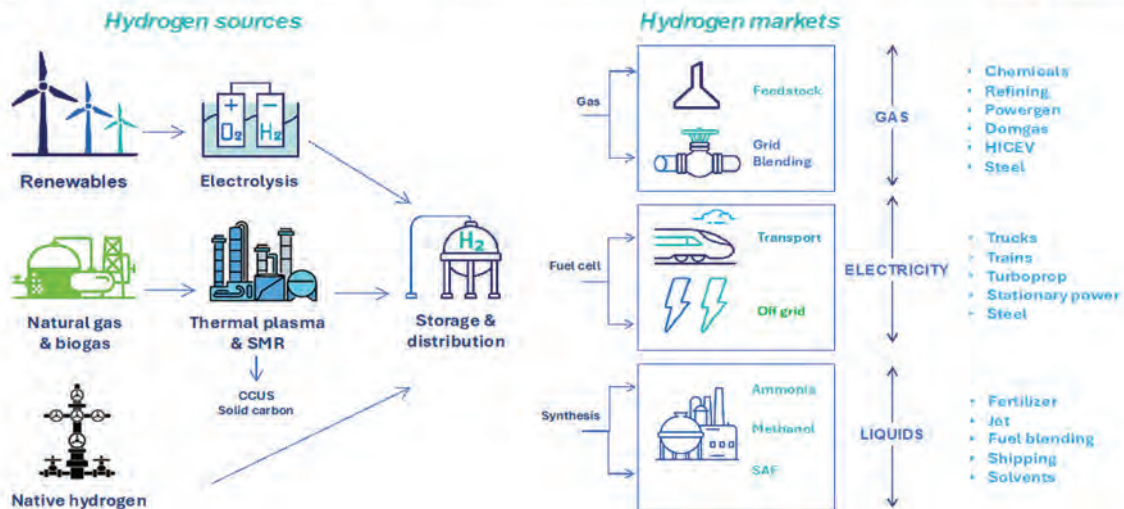 Hydrogen sources
Renewables
+
−
O₂
H₂
Electrolysis
Natural gas
& biogas
Thermal plasma
& SMR
CCUS
Solid carbon
H₂
Storage &
distribution
Native hydrogen
Hydrogen markets
Gas
Feedstock
Grid
Blending
GAS
• Chemicals
• Refining
• Powergen
• Domgas
• HICEV
• Steel
Fuel cell
Transport
Off grid
ELECTRICITY
• Trucks
• Trains
• Turboprop
• Stationary power
• Steel
Synthesis
Ammonia
Methanol
SAF
LIQUIDS
• Fertilizer
• Jet
• Fuel blending
• Shipping
• Solvents